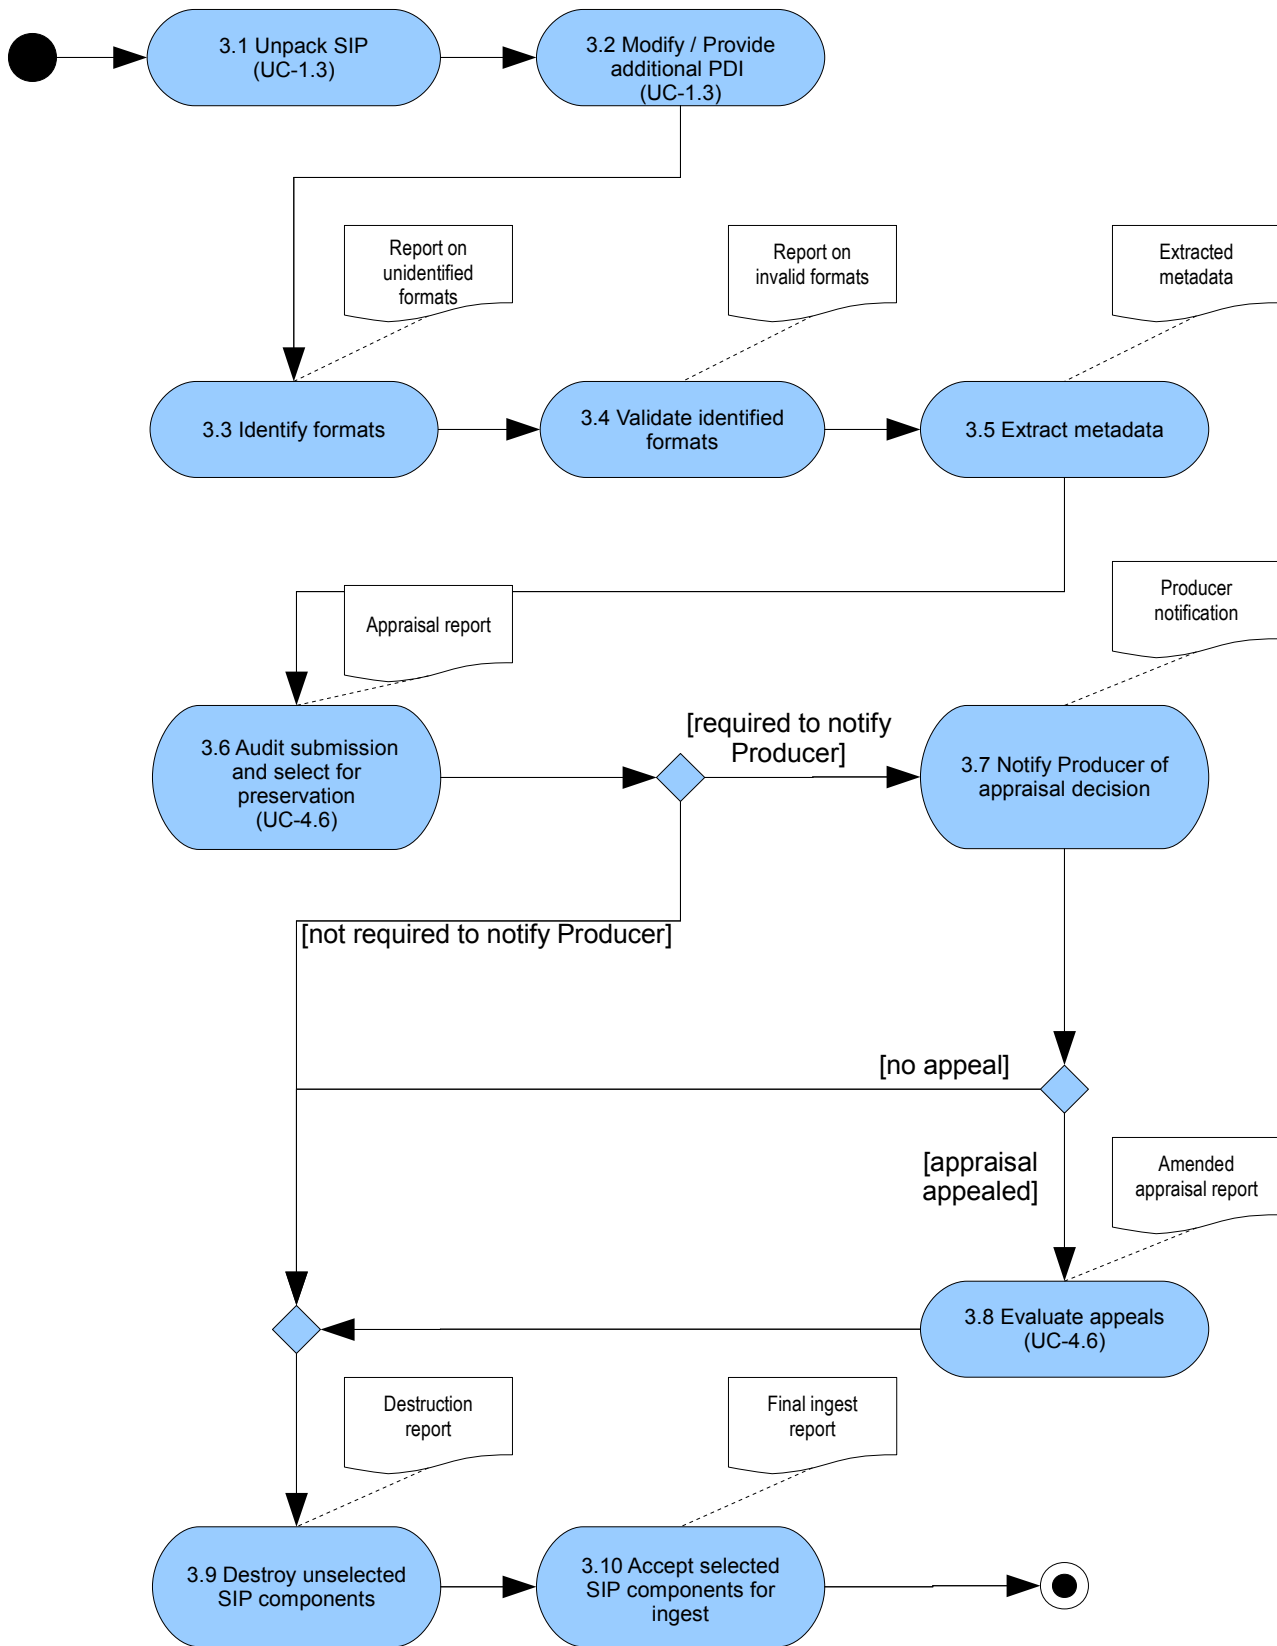 3.1 Unpack SIP
(UC-1.3)
3.2 Modify / Provide
additional PDI
(UC-1.3)
Report on
unidentified
formats
Report on
invalid formats
Extracted
metadata
3.3 Identify formats
3.4 Validate identified
formats
3.5 Extract metadata
Appraisal report
Producer
notification
3.6 Audit submission
and select for
preservation
(UC-4.6)
[required to notify
Producer]
3.7 Notify Producer of
appraisal decision
[not required to notify Producer]
[no appeal]
[appraisal
appealed]
Amended
appraisal report
3.8 Evaluate appeals
(UC-4.6)
Destruction
report
Final ingest
report
3.9 Destroy unselected
SIP components
3.10 Accept selected
SIP components for
ingest